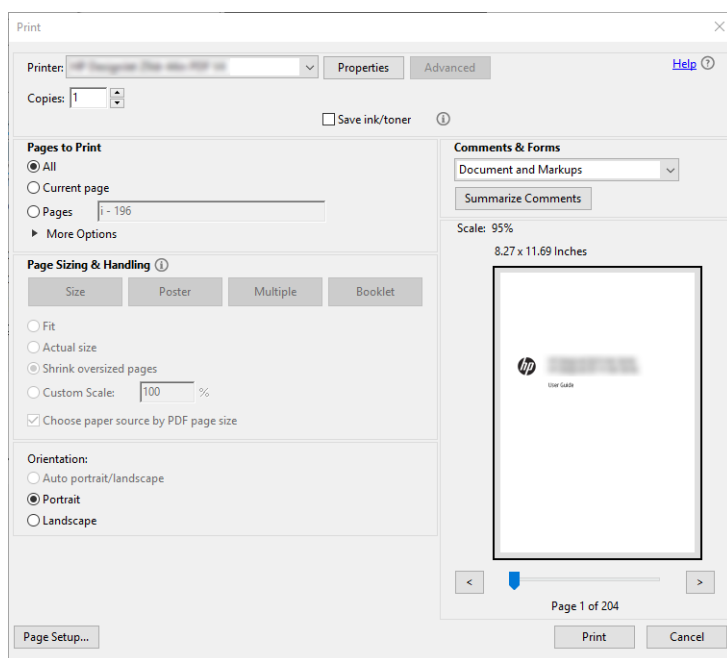 Print
Printer:
Properties
Advanced
Help
Copies: 1
Save ink/toner
Pages to Print
All
Current page
Pages i - 196
More Options
Comments & Forms
Document and Markups
Summarize Comments
Scale: 95%
8.27 x 11.69 Inches
hp
User Guide
Page Sizing & Handling
Size Poster Multiple Booklet
Fit
Actual size
Shrink oversized pages
Custom Scale: 100 %
Choose paper source by PDF page size
Orientation:
Auto portrait/landscape
Portrait
Landscape
< >
Page 1 of 204
Page Setup...
Print
Cancel